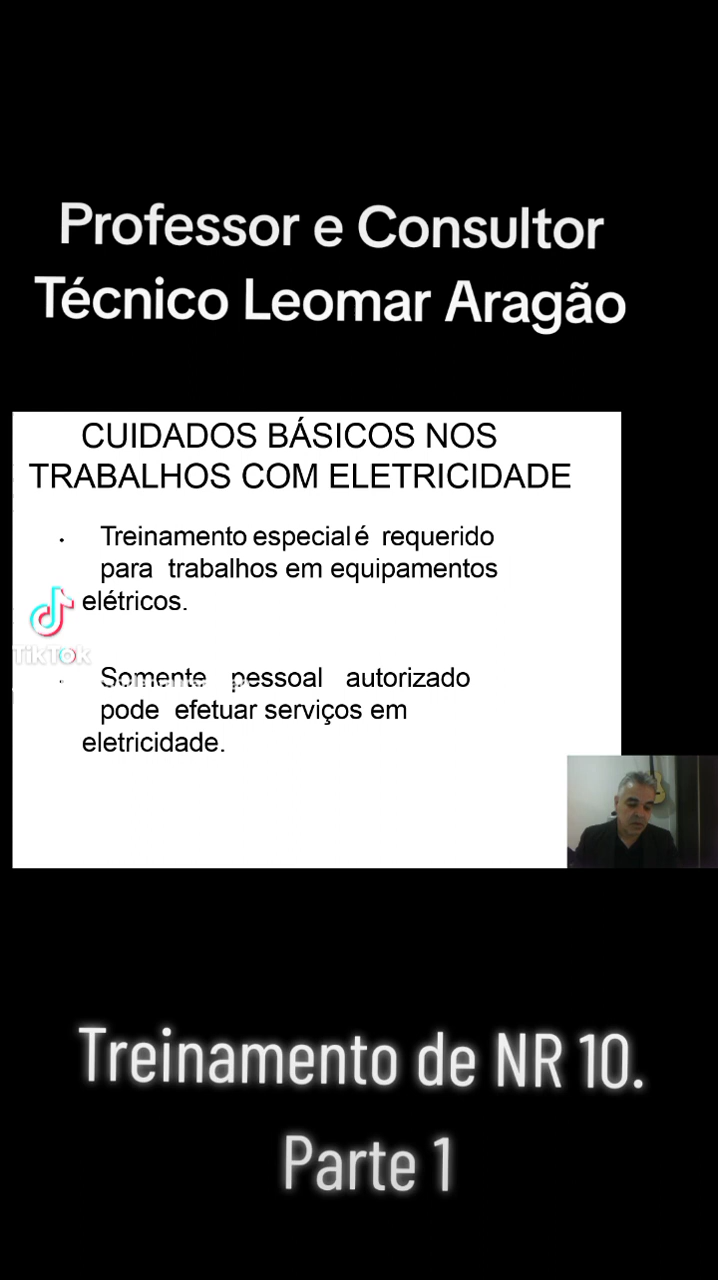 Professor e Consultor
Técnico Leomar Aragão
CUIDADOS BÁSICOS NOS
TRABALHOS COM ELETRICIDADE
• Treinamento especial é requerido
para trabalhos em equipamentos
elétricos.
TikTok
• Somente pessoal autorizado
pode efetuar serviços em
eletricidade.
Treinamento de NR 10.
Parte 1